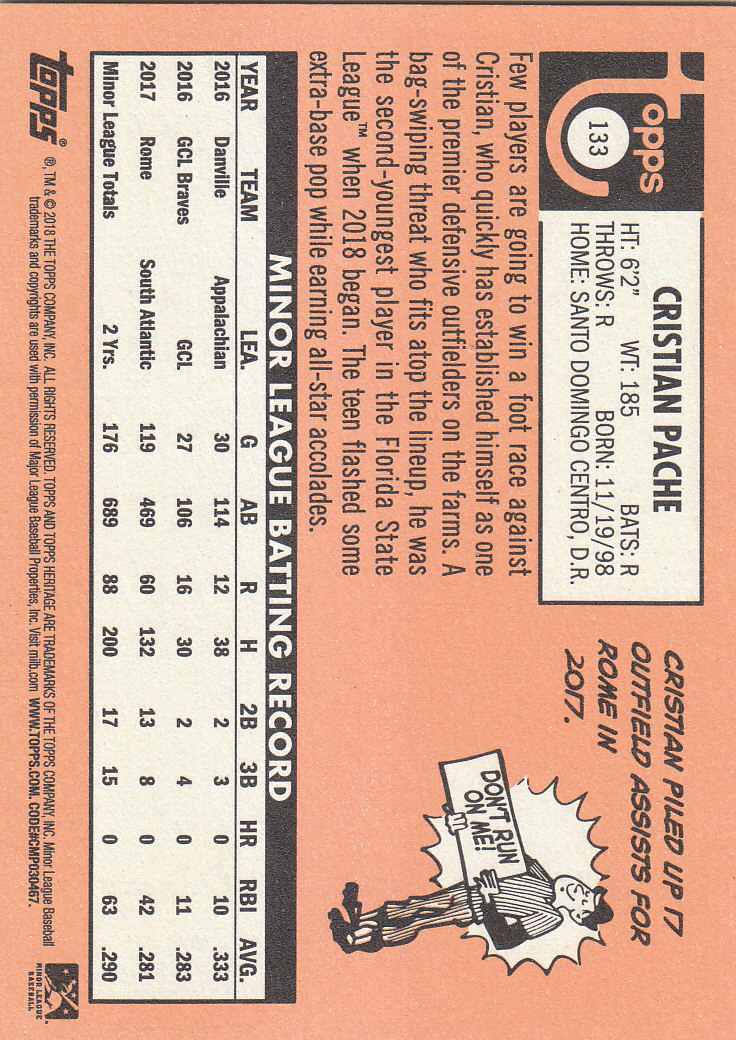 topps
133
CRISTIAN PACHE
HT: 6'2" WT: 185 BATS: R
THROWS: R BORN: 11/19/98
HOME: SANTO DOMINGO CENTRO, D.R.
Few players are going to win a foot race against
Cristian, who quickly has established himself as one
of the premier defensive outfielders on the farms. A
bag-swiping threat who fits atop the lineup, he was
the second-youngest player in the Florida State
League™ when 2018 began. The teen flashed some
extra-base pop while earning all-star accolades.
CRISTIAN PILED UP 17
OUTFIELD ASSISTS FOR
ROME IN
2017.
DON'T RUN
ON ME!
MINOR LEAGUE BATTING RECORD
YEAR TEAM LEA. G AB R H 2B 3B HR RBI AVG.
2016 Danville Appalachian 30 114 12 38 2 3 0 10 .333
2016 GCL Braves GCL 27 106 16 30 2 4 0 11 .283
2017 Rome South Atlantic 119 469 60 132 13 8 0 42 .281
Minor League Totals 2 Yrs. 176 689 88 200 17 15 0 63 .290
topps®
®, TM & © 2018 THE TOPPS COMPANY, INC. ALL RIGHTS RESERVED. TOPPS AND TOPPS HERITAGE ARE TRADEMARKS OF THE TOPPS COMPANY, INC. Minor League Baseball
trademarks and copyrights are used with permission of Major League Baseball Properties, Inc. Visit milb.com WWW.TOPPS.COM. CODE#CMP030467.
MINOR LEAGUE
BASEBALL